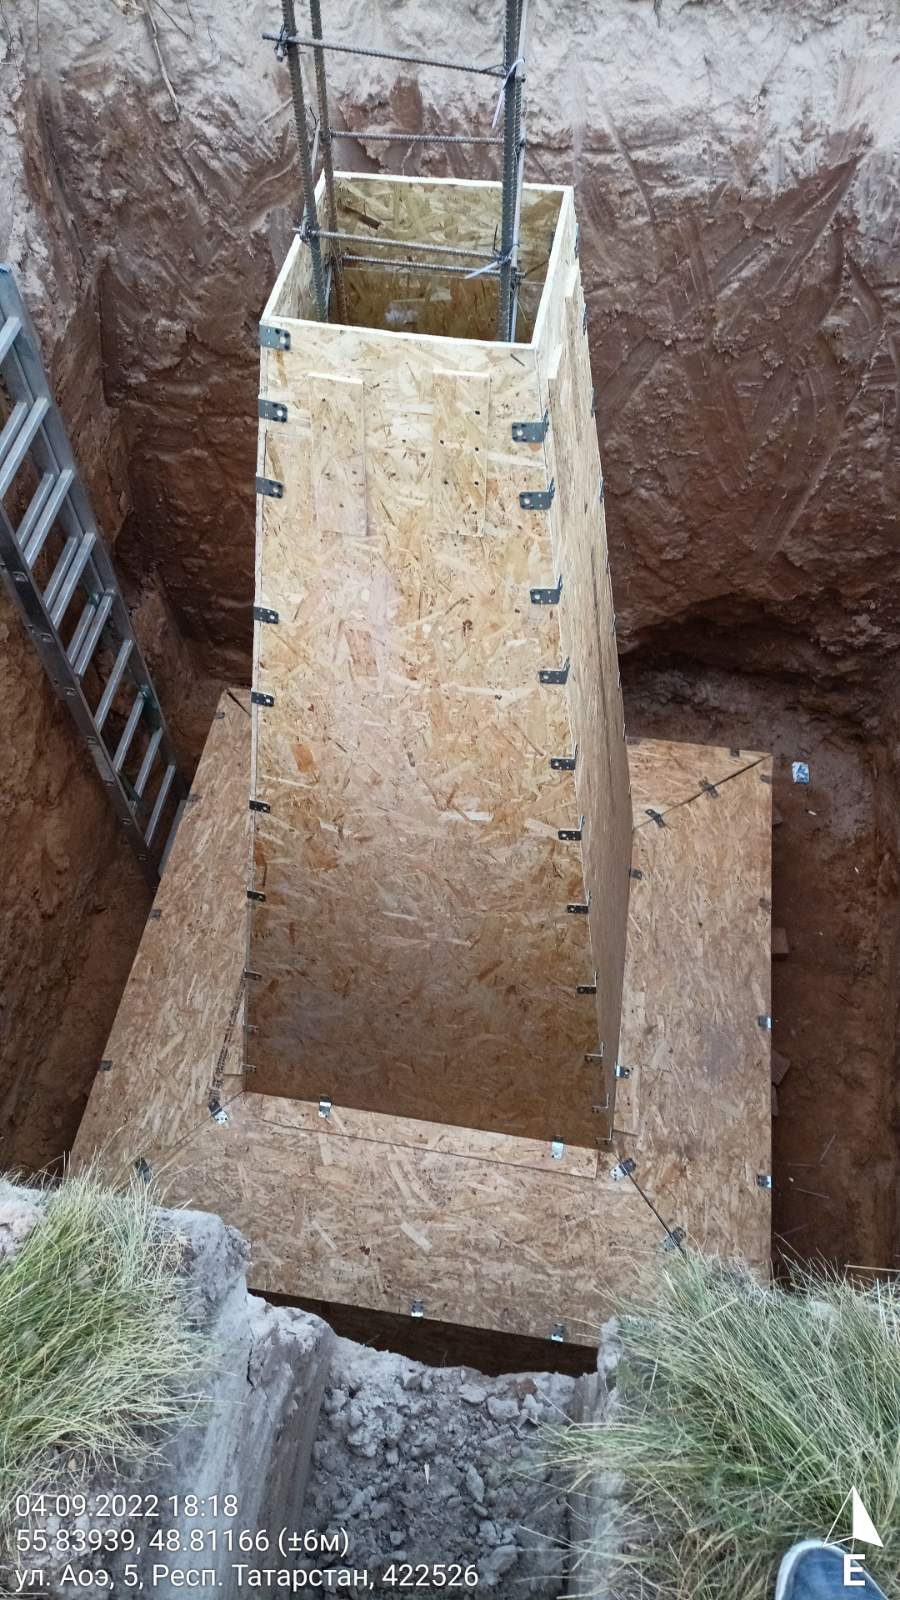 04.09.2022 18:18
55.83939, 48.81166 (±6м)
ул. Аоэ, 5, Респ. Татарстан, 422526
E